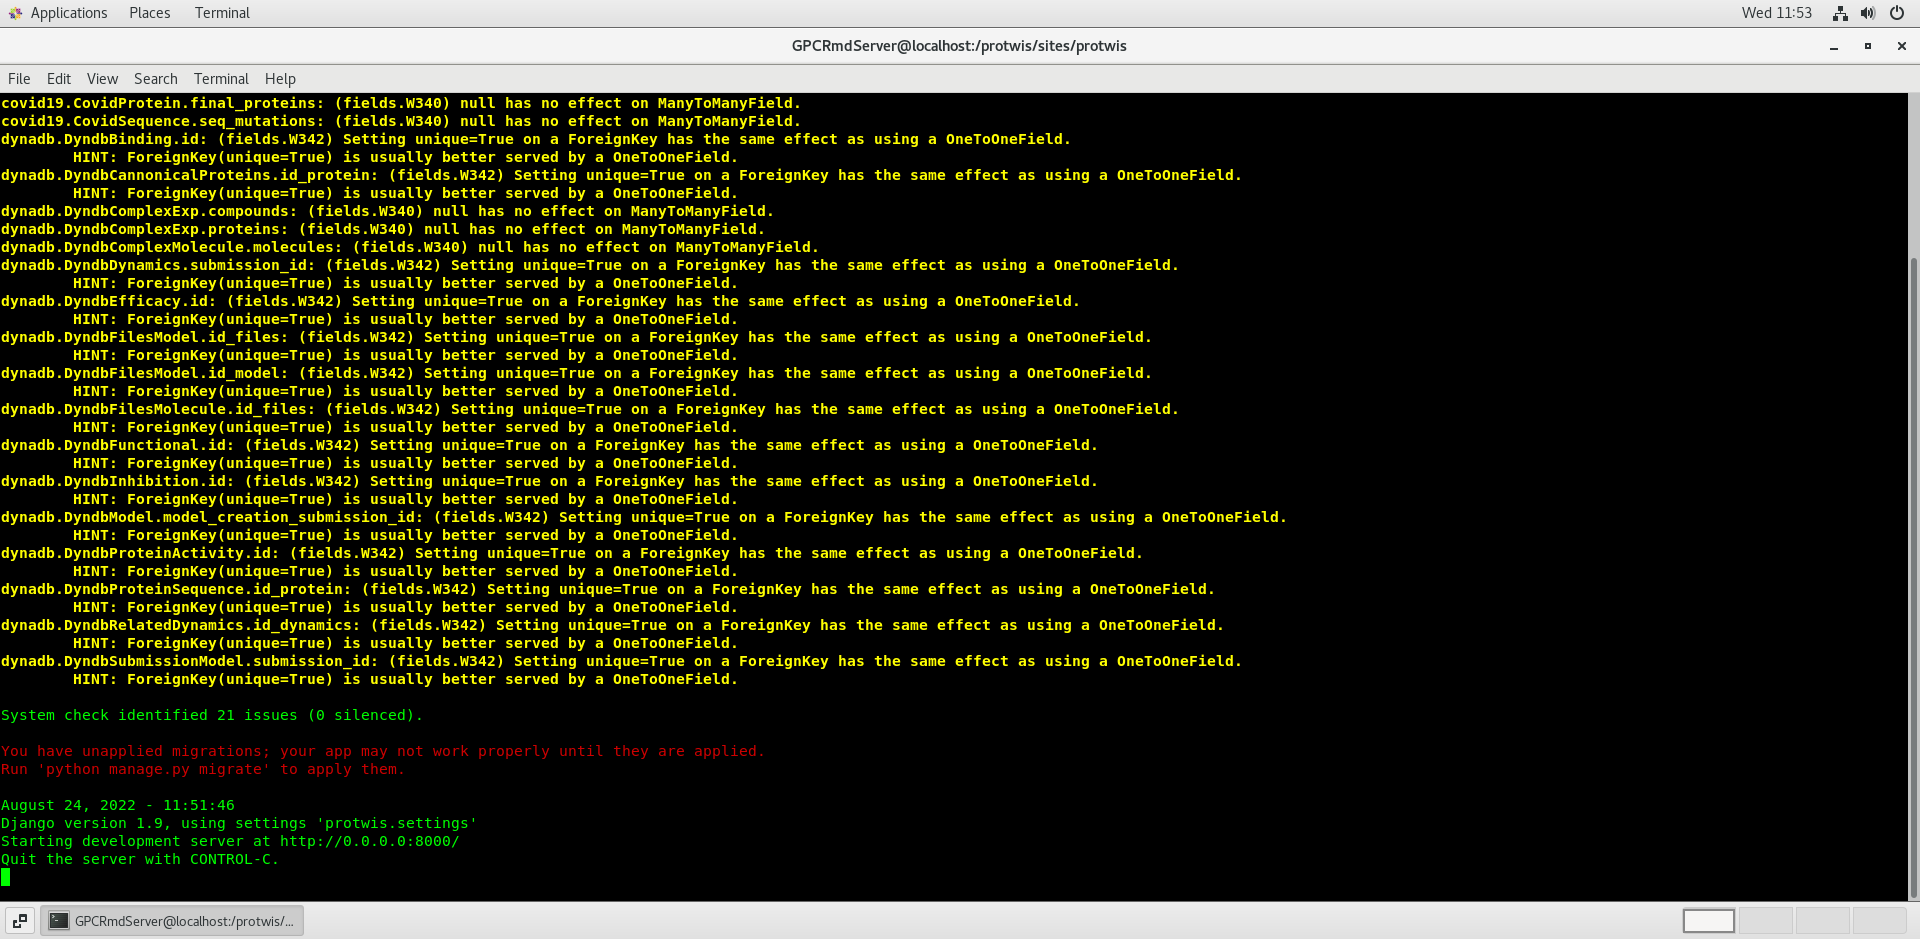 Applications Places Terminal Wed 11:53
GPCRmdServer@localhost:/protwis/sites/protwis
File Edit View Search Terminal Help
covid19.CovidProtein.final_proteins: (fields.W340) null has no effect on ManyToManyField.
covid19.CovidSequence.seq_mutations: (fields.W340) null has no effect on ManyToManyField.
dynadb.DyndbBinding.id: (fields.W342) Setting unique=True on a ForeignKey has the same effect as using a OneToOneField.
HINT: ForeignKey(unique=True) is usually better served by a OneToOneField.
dynadb.DyndbCannonicalProteins.id_protein: (fields.W342) Setting unique=True on a ForeignKey has the same effect as using a OneToOneField.
HINT: ForeignKey(unique=True) is usually better served by a OneToOneField.
dynadb.DyndbComplexExp.compounds: (fields.W340) null has no effect on ManyToManyField.
dynadb.DyndbComplexExp.proteins: (fields.W340) null has no effect on ManyToManyField.
dynadb.DyndbComplexMolecule.molecules: (fields.W340) null has no effect on ManyToManyField.
dynadb.DyndbDynamics.submission_id: (fields.W342) Setting unique=True on a ForeignKey has the same effect as using a OneToOneField.
HINT: ForeignKey(unique=True) is usually better served by a OneToOneField.
dynadb.DyndbEfficacy.id: (fields.W342) Setting unique=True on a ForeignKey has the same effect as using a OneToOneField.
HINT: ForeignKey(unique=True) is usually better served by a OneToOneField.
dynadb.DyndbFilesModel.id_files: (fields.W342) Setting unique=True on a ForeignKey has the same effect as using a OneToOneField.
HINT: ForeignKey(unique=True) is usually better served by a OneToOneField.
dynadb.DyndbFilesModel.id_model: (fields.W342) Setting unique=True on a ForeignKey has the same effect as using a OneToOneField.
HINT: ForeignKey(unique=True) is usually better served by a OneToOneField.
dynadb.DyndbFilesMolecule.id_files: (fields.W342) Setting unique=True on a ForeignKey has the same effect as using a OneToOneField.
HINT: ForeignKey(unique=True) is usually better served by a OneToOneField.
dynadb.DyndbFunctional.id: (fields.W342) Setting unique=True on a ForeignKey has the same effect as using a OneToOneField.
HINT: ForeignKey(unique=True) is usually better served by a OneToOneField.
dynadb.DyndbInhibition.id: (fields.W342) Setting unique=True on a ForeignKey has the same effect as using a OneToOneField.
HINT: ForeignKey(unique=True) is usually better served by a OneToOneField.
dynadb.DyndbModel.model_creation_submission_id: (fields.W342) Setting unique=True on a ForeignKey has the same effect as using a OneToOneField.
HINT: ForeignKey(unique=True) is usually better served by a OneToOneField.
dynadb.DyndbProteinActivity.id: (fields.W342) Setting unique=True on a ForeignKey has the same effect as using a OneToOneField.
HINT: ForeignKey(unique=True) is usually better served by a OneToOneField.
dynadb.DyndbProteinSequence.id_protein: (fields.W342) Setting unique=True on a ForeignKey has the same effect as using a OneToOneField.
HINT: ForeignKey(unique=True) is usually better served by a OneToOneField.
dynadb.DyndbRelatedDynamics.id_dynamics: (fields.W342) Setting unique=True on a ForeignKey has the same effect as using a OneToOneField.
HINT: ForeignKey(unique=True) is usually better served by a OneToOneField.
dynadb.DyndbSubmissionModel.submission_id: (fields.W342) Setting unique=True on a ForeignKey has the same effect as using a OneToOneField.
HINT: ForeignKey(unique=True) is usually better served by a OneToOneField.
System check identified 21 issues (0 silenced).
You have unapplied migrations; your app may not work properly until they are applied.
Run 'python manage.py migrate' to apply them.
August 24, 2022 - 11:51:46
Django version 1.9, using settings 'protwis.settings'
Starting development server at http://0.0.0.0:8000/
Quit the server with CONTROL-C.
GPCRmdServer@localhost:/protwis/...